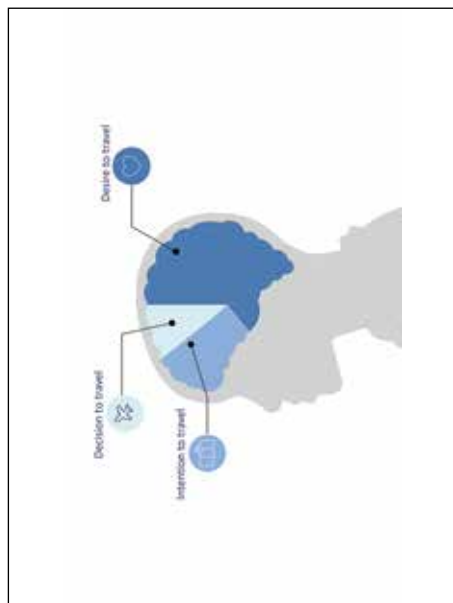 Desire to travel
Decision to travel
Intention to travel